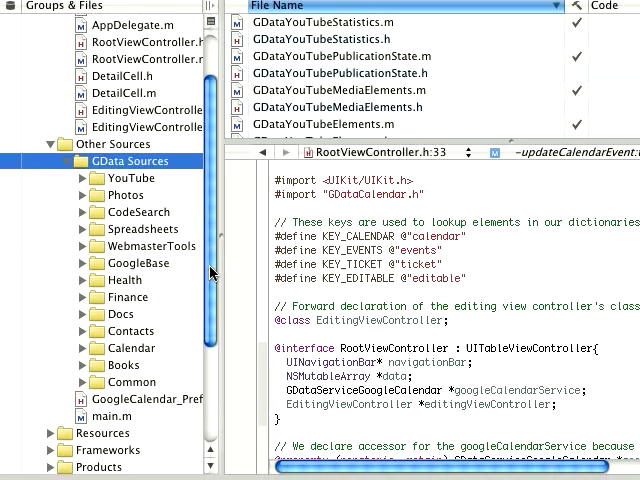 Groups & Files
AppDelegate.m
RootViewController.h
RootViewController.m
DetailCell.h
DetailCell.m
EditingViewControlle
EditingViewControlle
Other Sources
GData Sources
YouTube
Photos
CodeSearch
Spreadsheets
WebmasterTools
GoogleBase
Health
Finance
Docs
Contacts
Calendar
Books
Common
GoogleCalendar_Pref
main.m
Resources
Frameworks
Products
File Name
Code
GDataYouTubeStatistics.m
GDataYouTubeStatistics.h
GDataYouTubePublicationState.m
GDataYouTubePublicationState.h
GDataYouTubeMediaElements.m
GDataYouTubeMediaElements.h
GDataYouTubeElements.m
RootViewController.h:33
-updateCalendarEvent:
#import <UIKit/UIKit.h>
#import "GDataCalendar.h"
// These keys are used to lookup elements in our dictionaries
#define KEY_CALENDAR @"calendar"
#define KEY_EVENTS @"events"
#define KEY_TICKET @"ticket"
#define KEY_EDITABLE @"editable"
// Forward declaration of the editing view controller's class
@class EditingViewController;
@interface RootViewController : UITableViewController{
UINavigationBar* navigationBar;
NSMutableArray *data;
GDataServiceGoogleCalendar *googleCalendarService;
EditingViewController *editingViewController;
}
// We declare accessor for the googleCalendarService because